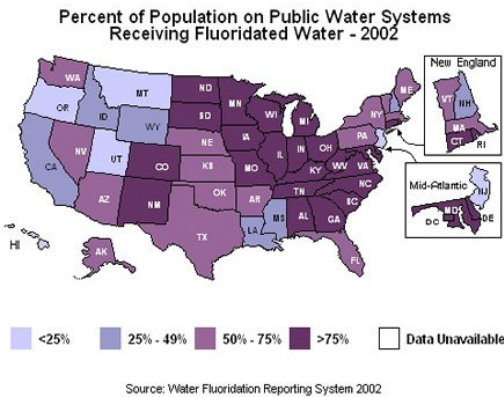 Percent of Population on Public Water Systems
Receiving Fluoridated Water - 2002
New England
WA
MT
ND
MN
ME
VT
NH
OR
ID
SD
WI
MI
NY
MA
WY
IA
PA
CT
RI
NV
NE
IL
IN
OH
CA
UT
CO
KS
MO
KY
WV
VA
Mid-Atlantic
AZ
NM
OK
AR
TN
NC
SC
NJ
MD
DC
DE
HI
TX
LA
MS
AL
GA
AK
FL
<25%
25% - 49%
50% - 75%
>75%
Data Unavailable
Source: Water Fluoridation Reporting System 2002